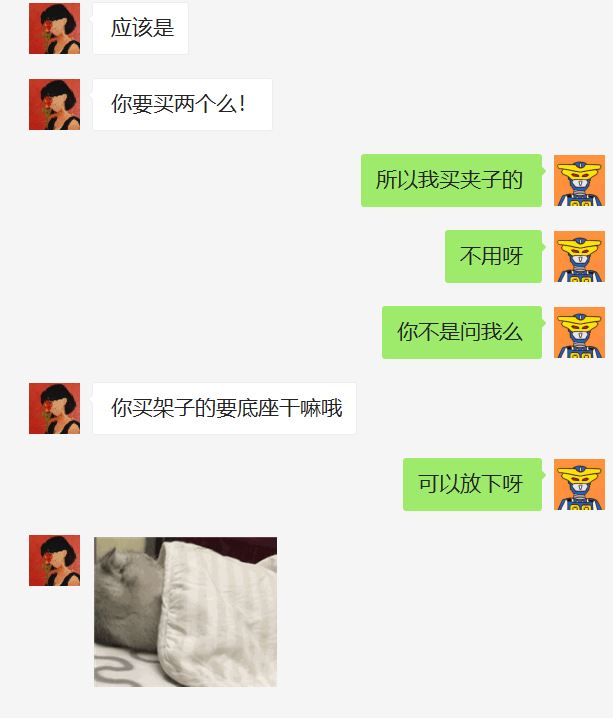 应该是
你要买两个么！
所以我买夹子的
不用呀
你不是问我么
你买架子的要底座干嘛哦
可以放下呀